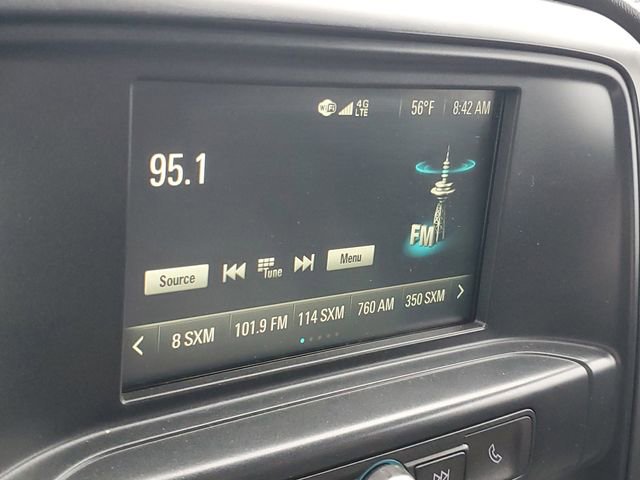 WiFi 4G LTE 56°F 8:42 AM
95.1
FM
Source Tune Menu
8 SXM 101.9 FM 114 SXM 760 AM 350 SXM